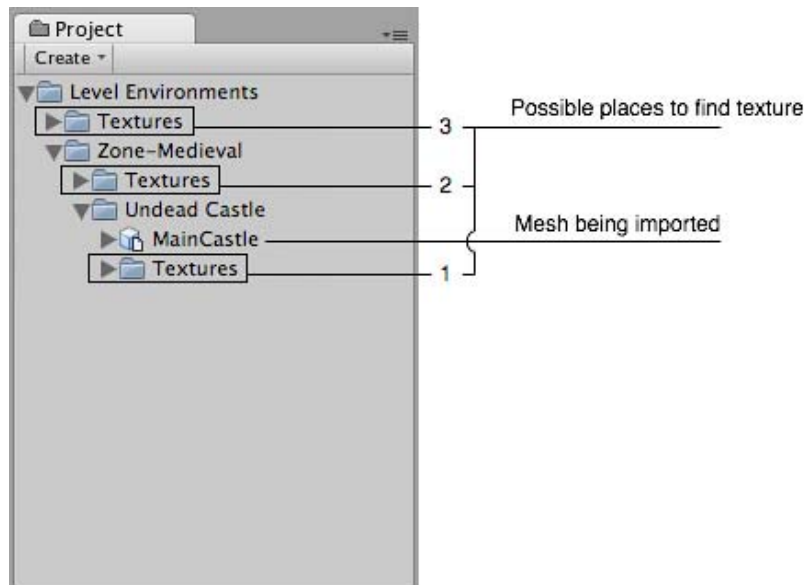 Project
Create
Level Environments
Textures
3
Possible places to find texture
Zone-Medieval
Textures
2
Undead Castle
Mesh being imported
MainCastle
Textures
1